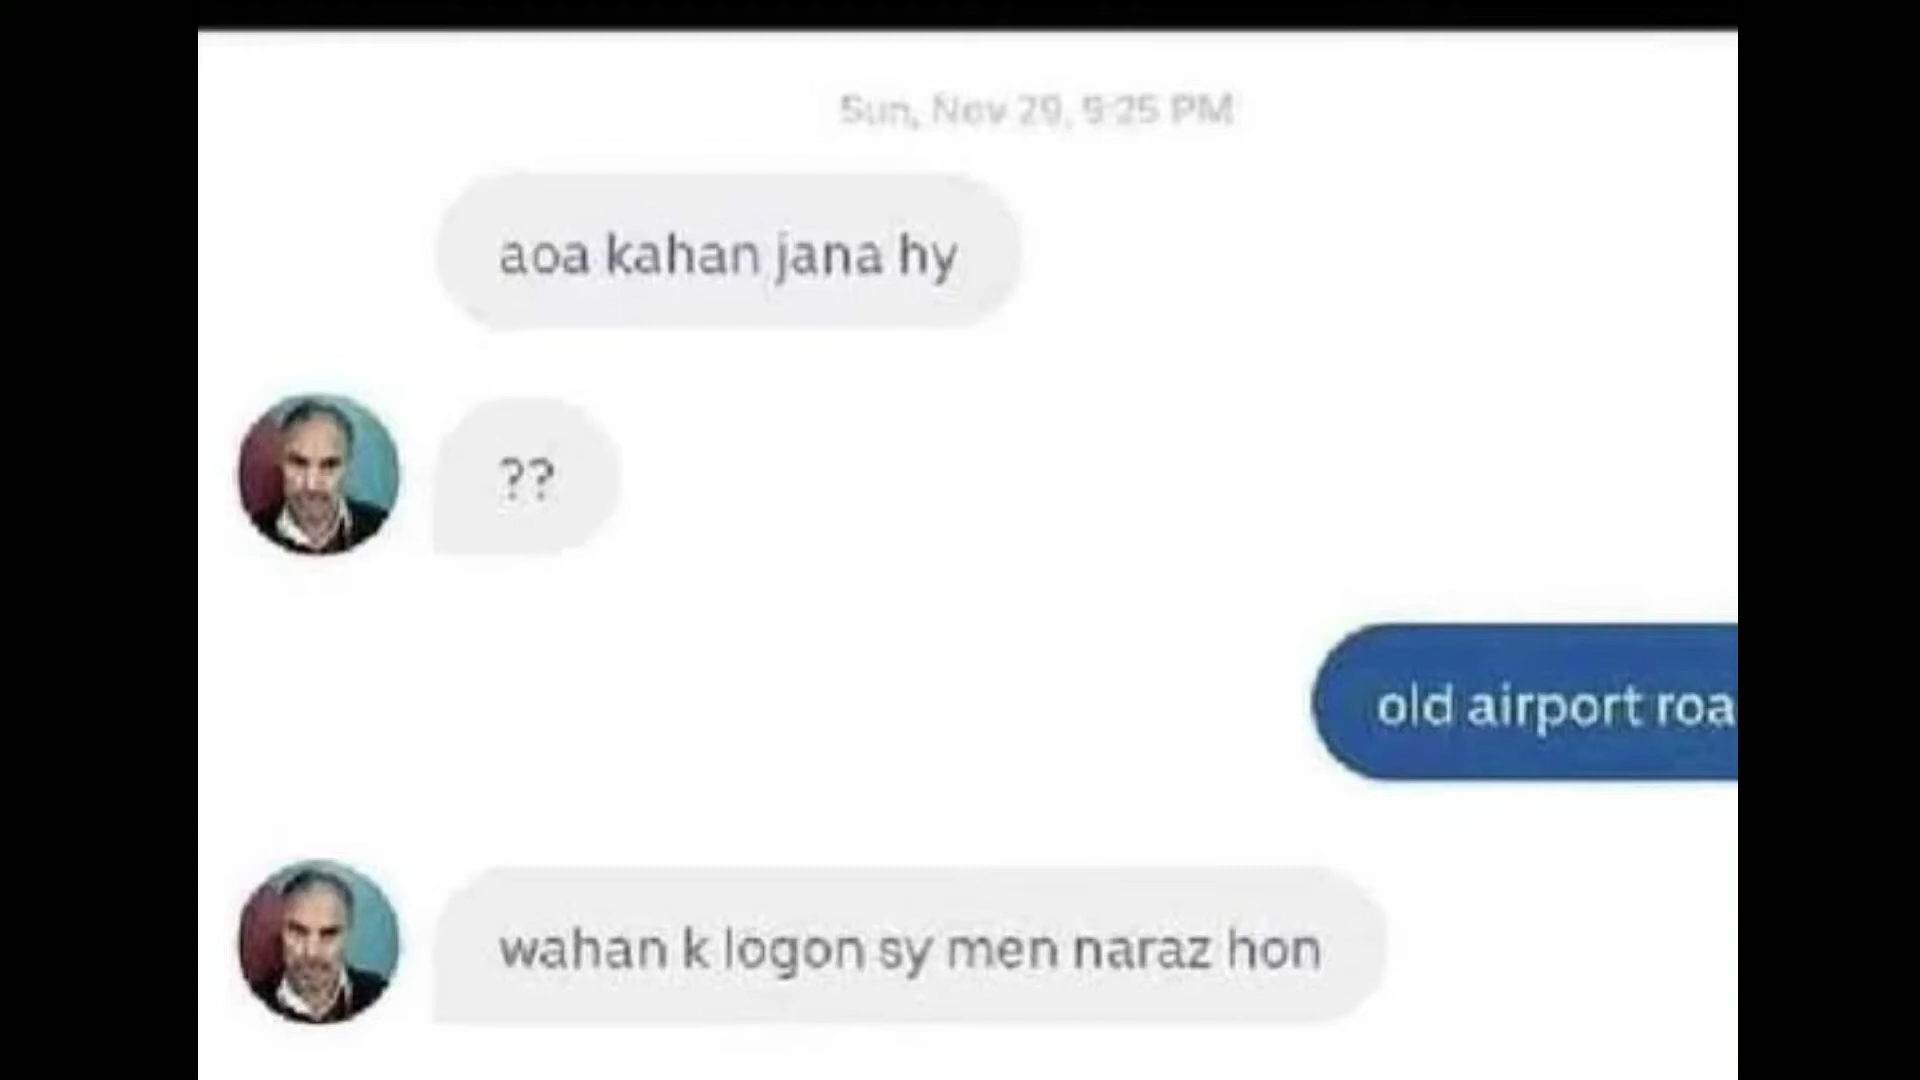 Sun, Nov 29, 9:25 PM
aoa kahan jana hy
??
old airport roa
wahan k logon sy men naraz hon